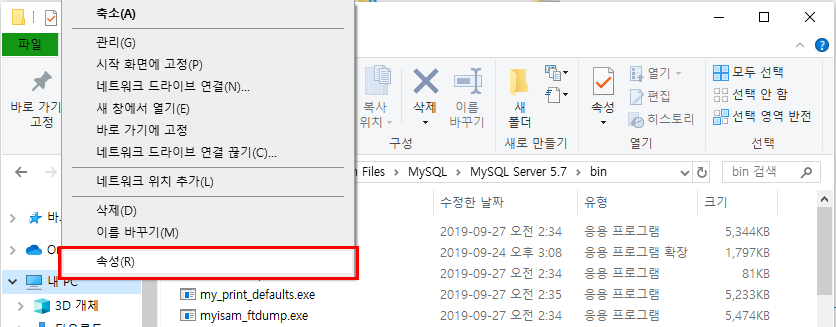 축소(A)
관리(G)
시작 화면에 고정(P)
네트워크 드라이브 연결(N)...
새 창에서 열기(E)
바로 가기에 고정
네트워크 드라이브 연결 끊기(C)...
네트워크 위치 추가(L)
삭제(D)
이름 바꾸기(M)
속성(R)
파일
바로 가기
고정
복사
위치
삭제
이름
바꾸기
구성
새
폴더
새로 만들기
속성
열기
편집
히스토리
열기
모두 선택
선택 안 함
선택 영역 반전
선택
Files > MySQL > MySQL Server 5.7 > bin
bin 검색
수정한 날짜 유형 크기
2019-09-27 오전 2:34 응용 프로그램 5,344KB
2019-09-24 오후 3:08 응용 프로그램 확장 1,797KB
2019-09-27 오전 2:34 응용 프로그램 81KB
my_print_defaults.exe 2019-09-27 오전 2:35 응용 프로그램 5,233KB
myisam_ftdump.exe 2019-09-27 오전 2:34 응용 프로그램 5,474KB
내 PC
3D 개체